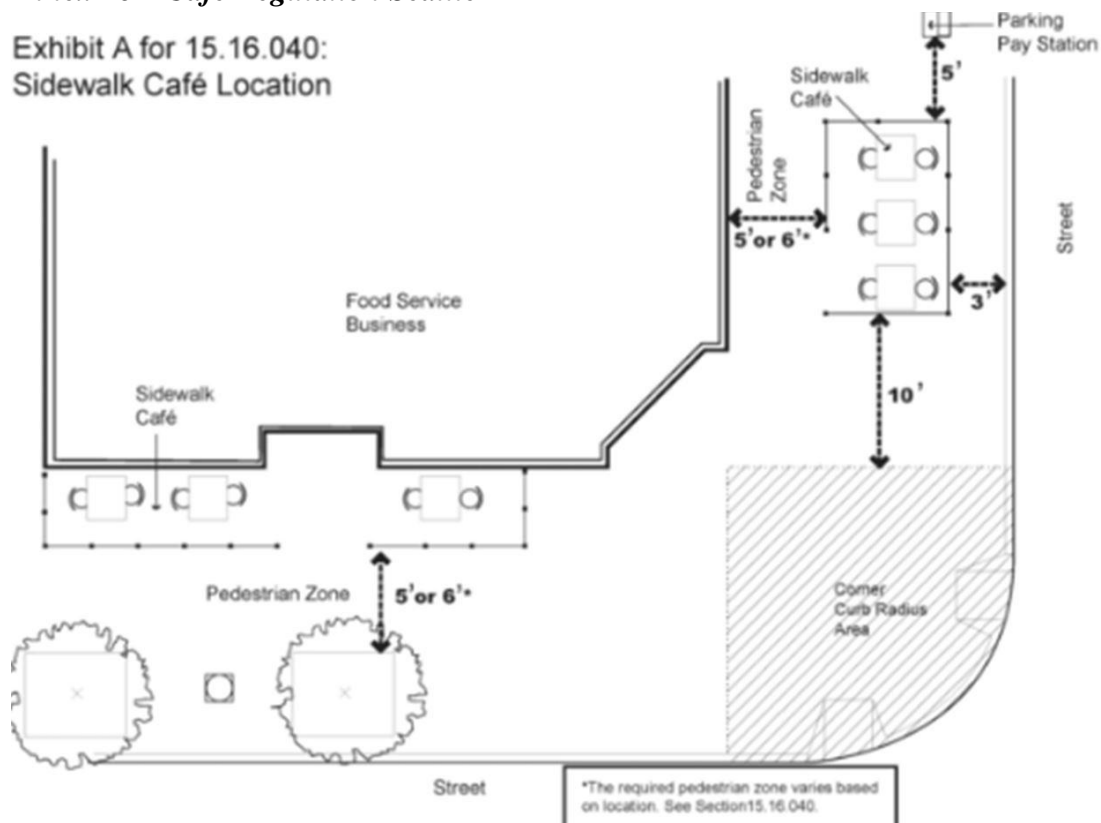 Exhibit A for 15.16.040:
Sidewalk Café Location
Parking
Pay Station
5'
Sidewalk
Café
Pedestrian
Zone
Street
5'or 6'*
3'
Food Service
Business
10'
Sidewalk
Café
Pedestrian Zone
5'or 6'*
Corner
Curb Radius
Area
Street
*The required pedestrian zone varies based
on location. See Section15.16.040.